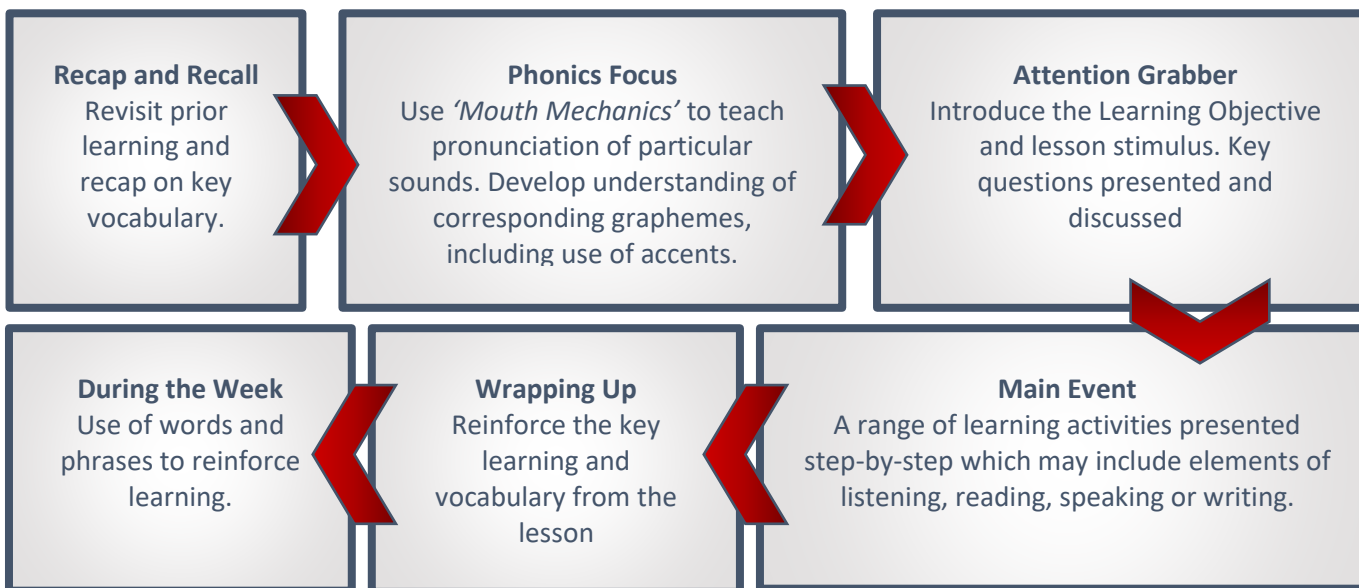 Recap and Recall
Revisit prior
learning and
recap on key
vocabulary.
Phonics Focus
Use ‘Mouth Mechanics’ to teach
pronunciation of particular
sounds. Develop understanding of
corresponding graphemes,
including use of accents.
Attention Grabber
Introduce the Learning Objective
and lesson stimulus. Key
questions presented and
discussed
Main Event
A range of learning activities presented
step-by-step which may include elements of
listening, reading, speaking or writing.
Wrapping Up
Reinforce the key
learning and
vocabulary from the
lesson
During the Week
Use of words and
phrases to reinforce
learning.